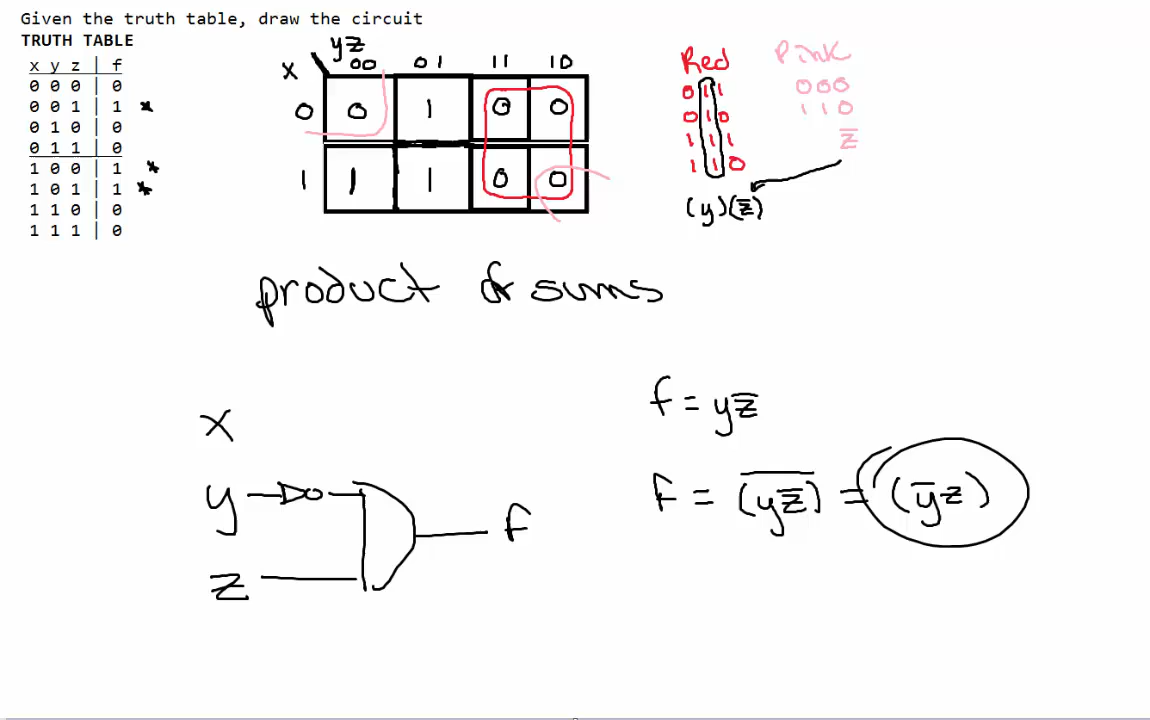 Given the truth table, draw the circuit
TRUTH TABLE
x y z | f
0 0 0 | 0
0 0 1 | 1 *
0 1 0 | 0
0 1 1 | 0
1 0 0 | 1 *
1 0 1 | 1 *
1 1 0 | 0
1 1 1 | 0
yz
x 00 01 11 10
0 0 1 0 0
1 1 1 0 0
Red
011
010
111
110
Pink
000
110
z̅
(y)(z̅)
product of sums
x
y
z
f
f = yz̅
f = \overline{(yz̅)} = (y̅z)